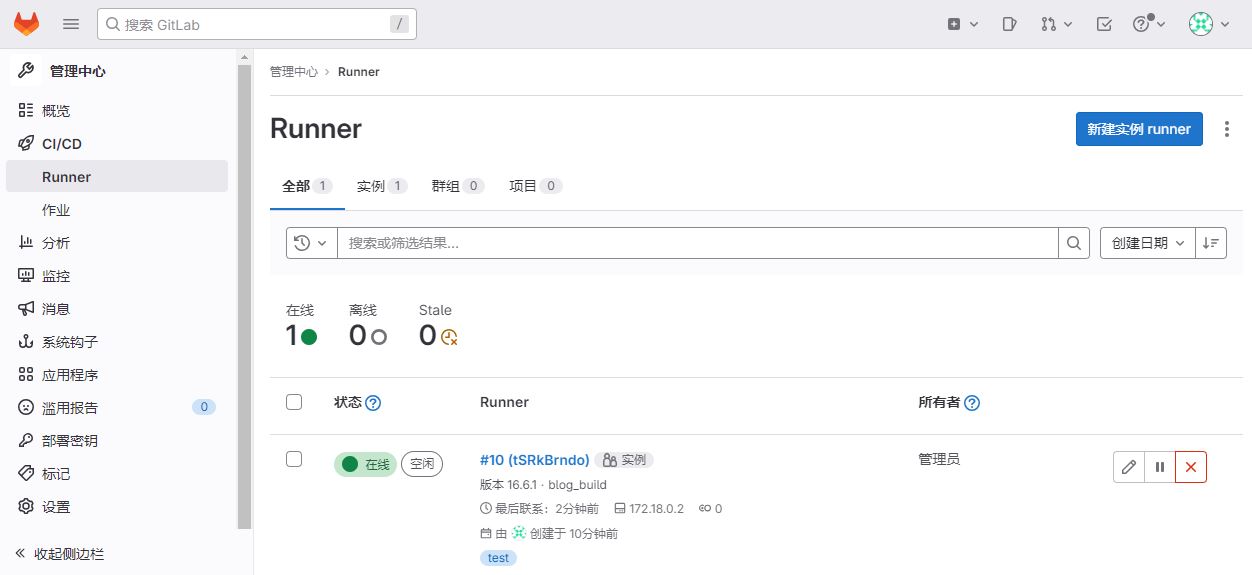 搜索 GitLab
/
管理中心
概览
CI/CD
Runner
作业
分析
监控
消息
系统钩子
应用程序
滥用报告 0
部署密钥
标记
设置
收起侧边栏
管理中心 › Runner
Runner
新建实例 runner
全部 1 实例 1 群组 0 项目 0
搜索或筛选结果...
创建日期
在线 离线 Stale
1 0 0
状态 Runner 所有者
在线 空闲 #10 (tSRkBrndo) 实例 管理员
版本 16.6.1 · blog_build
最后联系：2分钟前 172.18.0.2 0
由 创建于 10分钟前
test